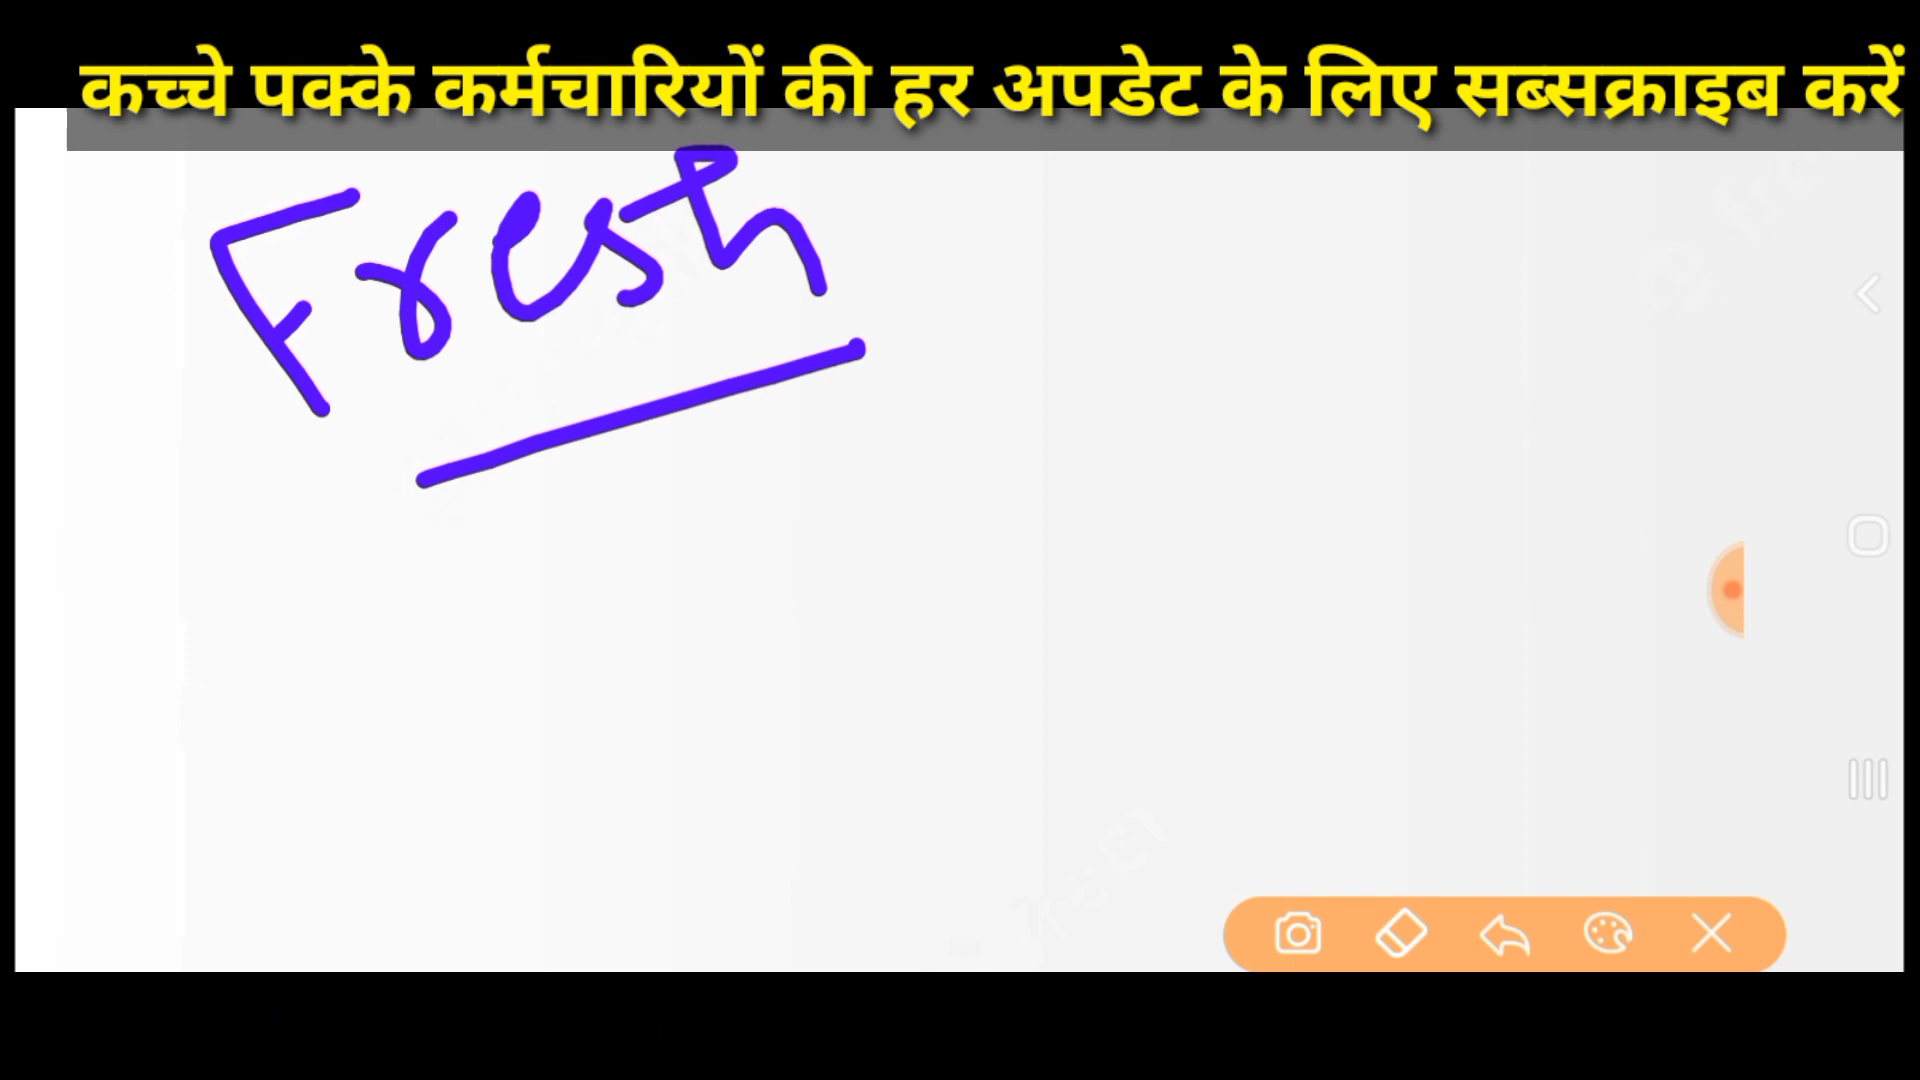 कच्चे पक्के कर्मचारियों की हर अपडेट के लिए सब्सक्राइब करें
Fresh